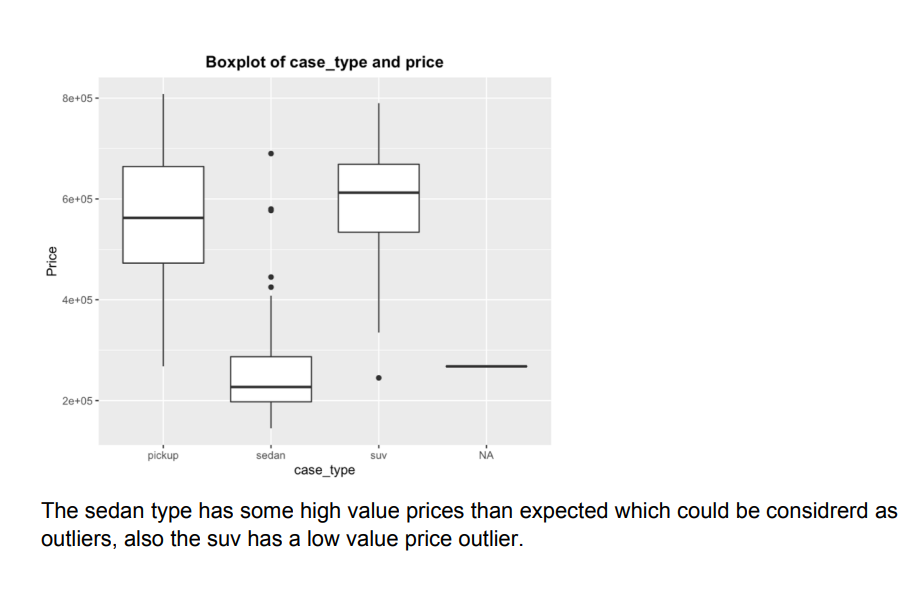 Boxplot of case_type and price
8e+05
6e+05
4e+05
2e+05
Price
pickup sedan suv NA
case_type
The sedan type has some high value prices than expected which could be considrerd as
outliers, also the suv has a low value price outlier.